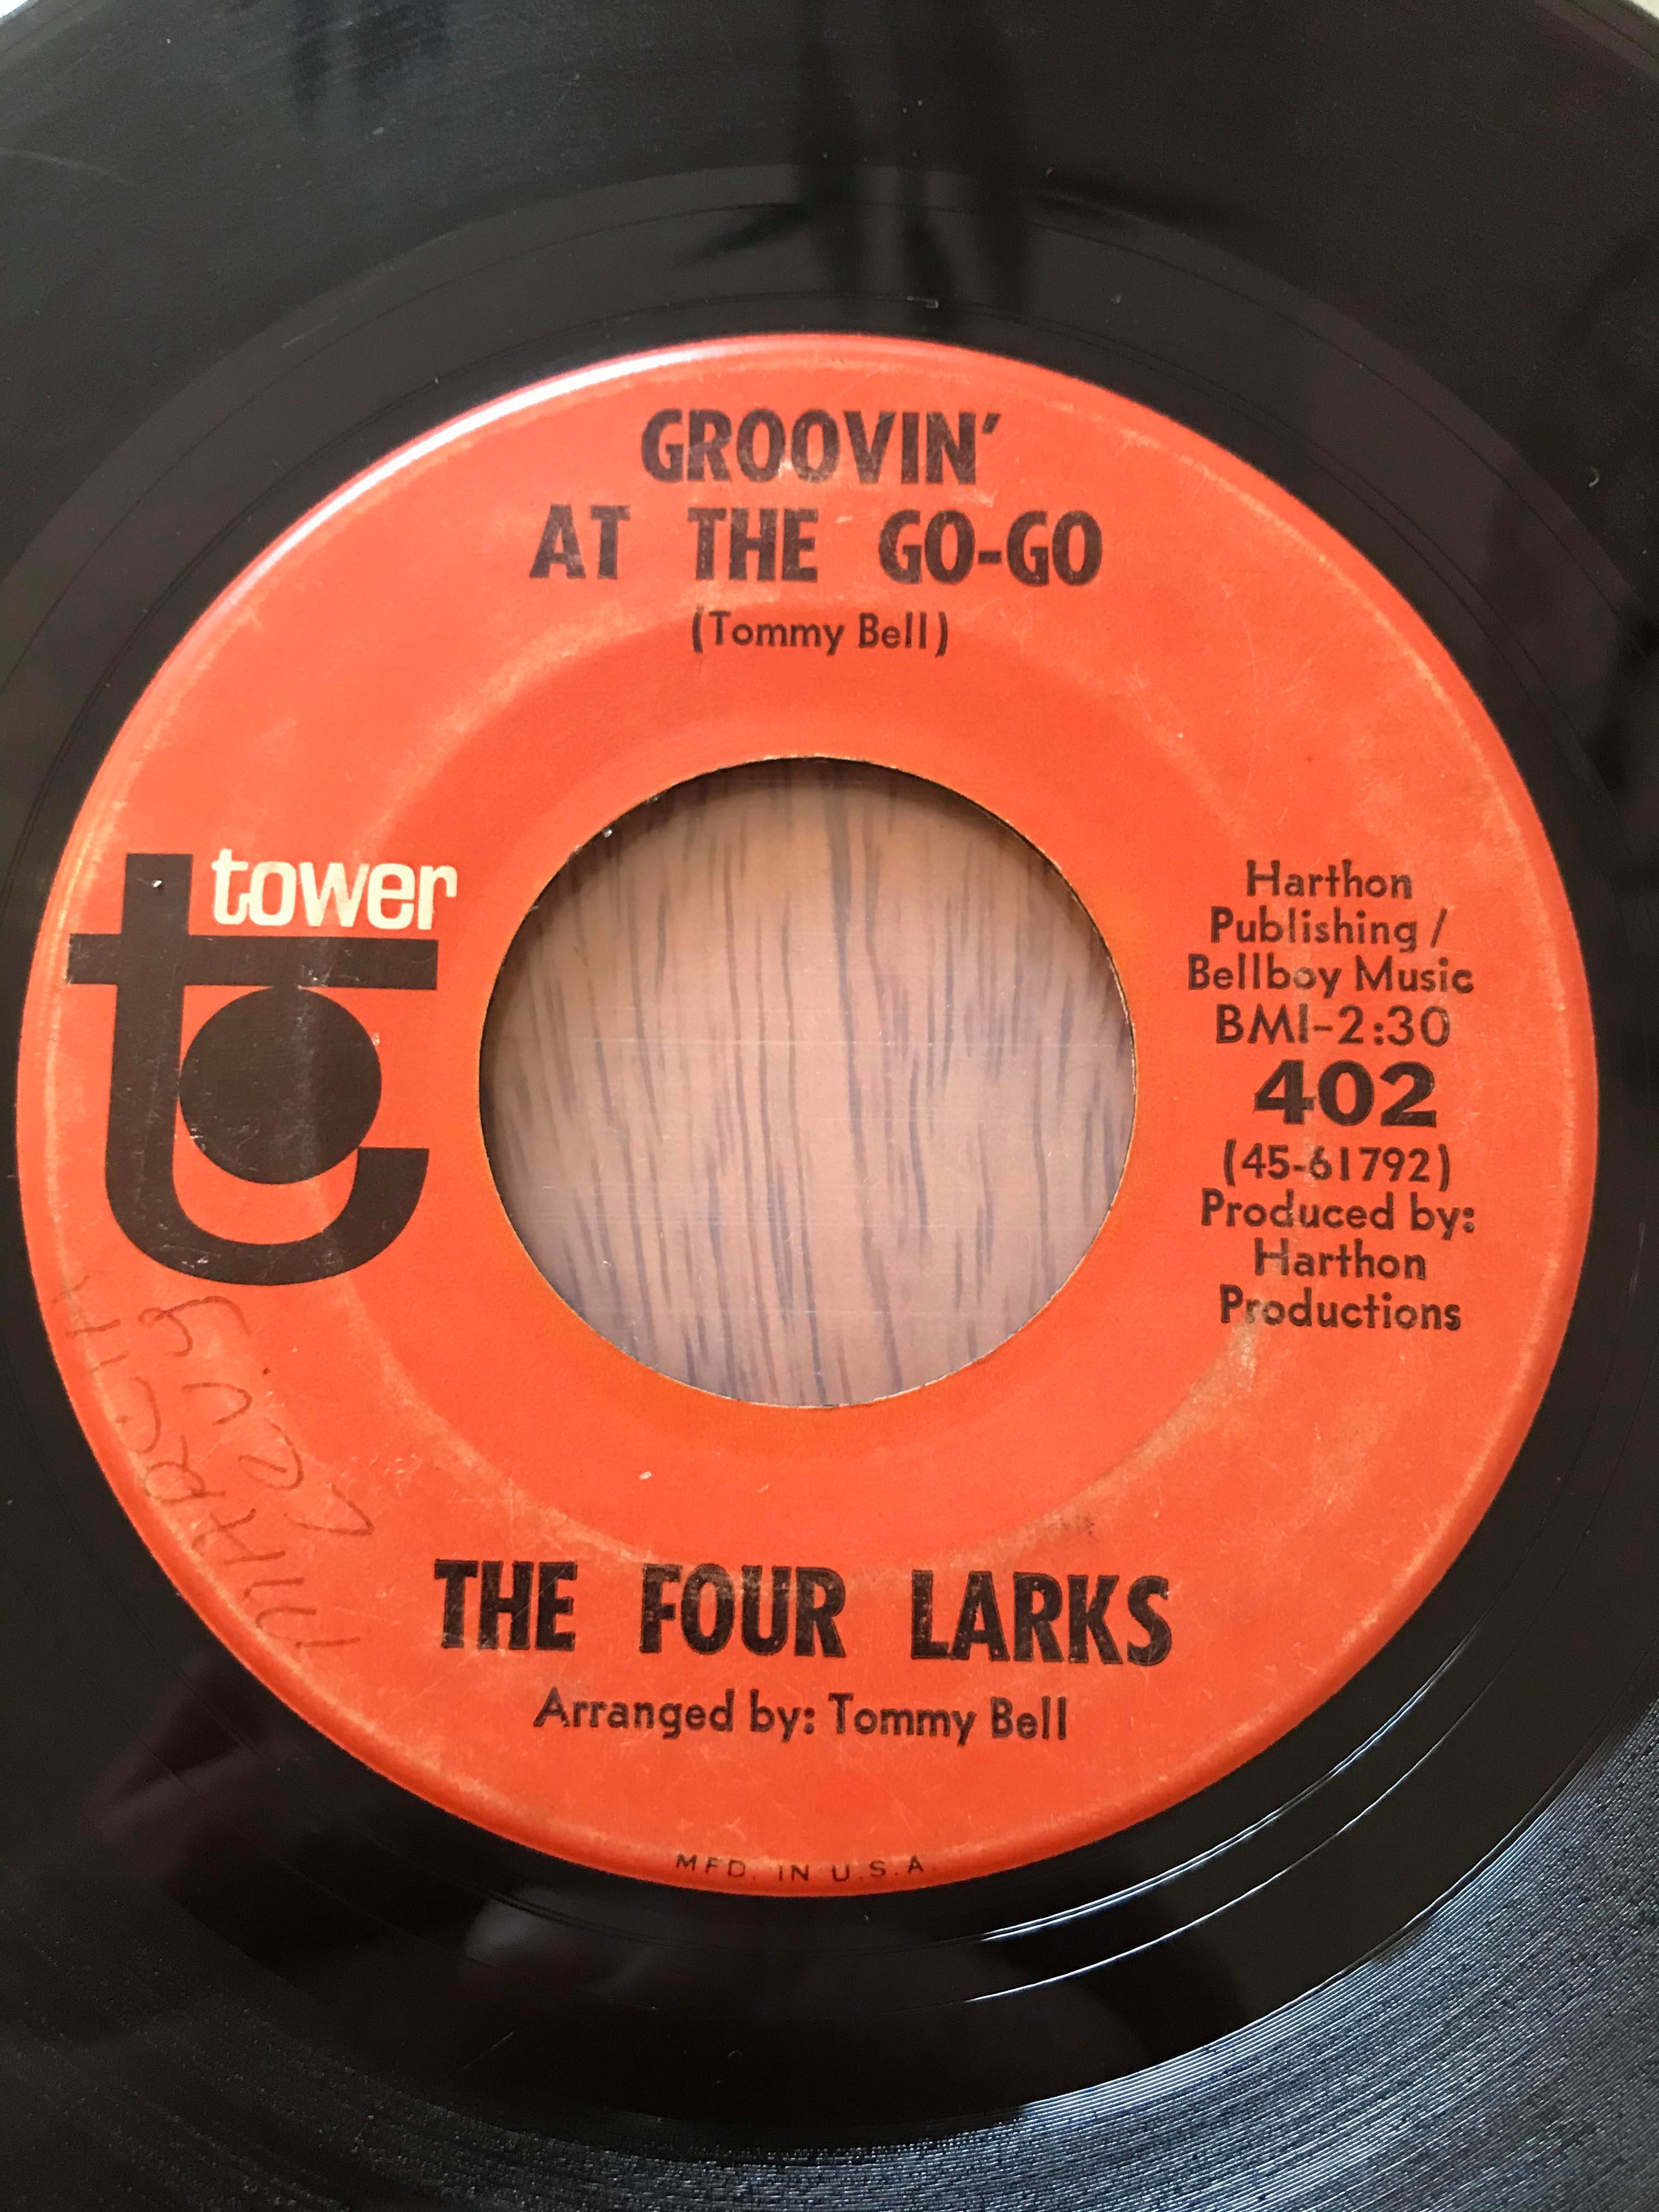 GROOVIN'
AT THE GO-GO
(Tommy Bell)
tower
Harthon
Publishing /
Bellboy Music
BMI-2:30
402
(45-61792)
Produced by:
Harthon
Productions
THE FOUR LARKS
Arranged by: Tommy Bell
MFD. IN U.S.A.